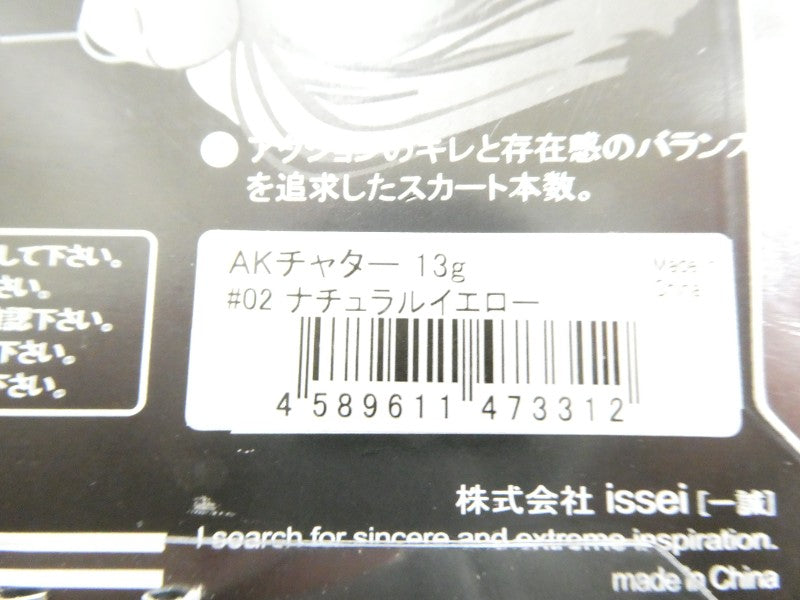 ● アクションのキレと存在感のバランス
を追求したスカート本数。
して下さい。
さい。
確認下さい。
下さい。
下さい。
AKチャター 13g
Made in
China
#02 ナチュラルイエロー
4 589611 473312
株式会社 issei [一誠]
I search for sincere and extreme inspiration.
made in China